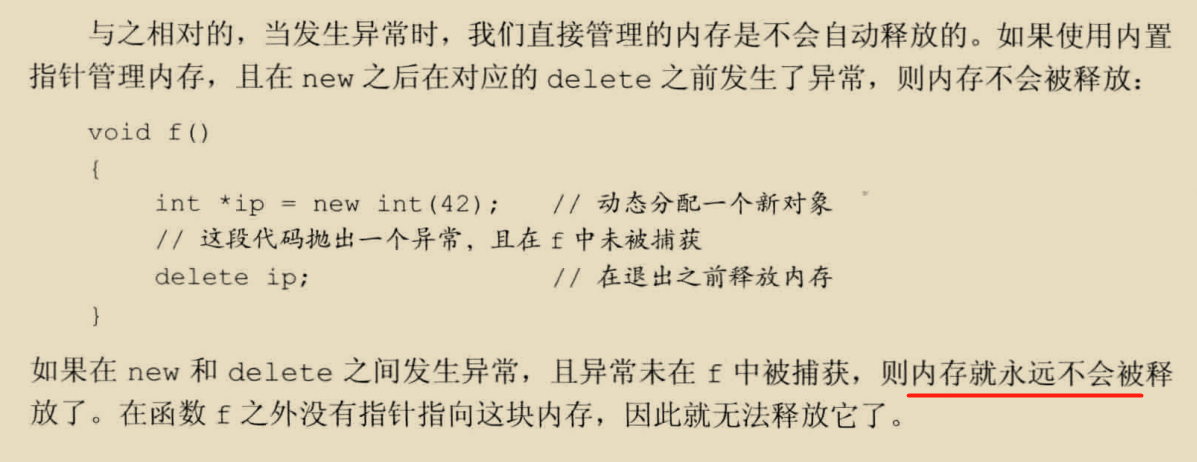 与之相对的，当发生异常时，我们直接管理的内存是不会自动释放的。如果使用内置
指针管理内存，且在 new 之后在对应的 delete 之前发生了异常，则内存不会被释放：
void f()
{
    int *ip = new int(42);    // 动态分配一个新对象
    // 这段代码抛出一个异常，且在 f 中未被捕获
    delete ip;                // 在退出之前释放内存
}
如果在 new 和 delete 之间发生异常，且异常未在 f 中被捕获，则内存就永远不会被释
放了。在函数 f 之外没有指针指向这块内存，因此就无法释放它了。